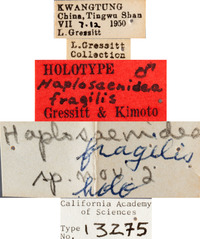 KWANGTUNG
China, Tingwu Shan
VII 7-12 1950
L. Gressitt
L. Gressitt
Collection
HOLOTYPE ♂
Haplosaenidea
fragilis
Gressitt & Kimoto
Haplosaenidea
fragilis
sp. nov.
holo
California Academy
of Sciences
Type
No. 13275